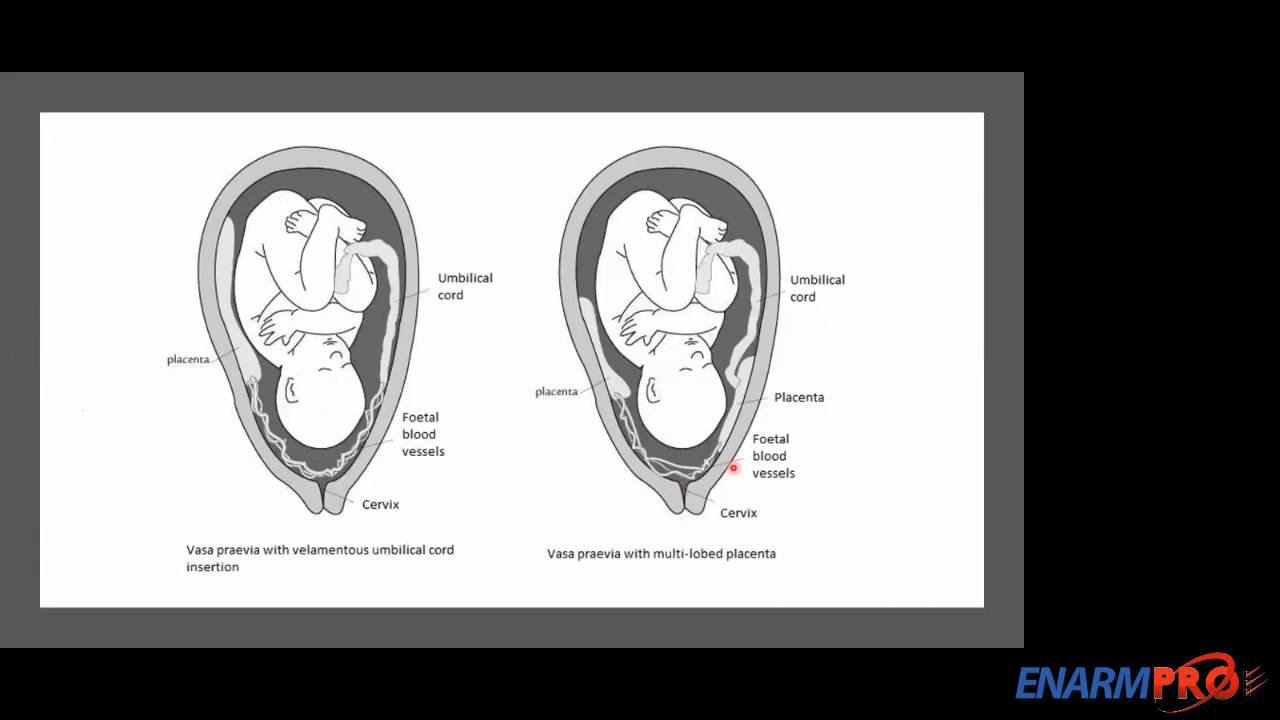 Umbilical
cord
placenta
Foetal
blood
vessels
Cervix
Vasa praevia with velamentous umbilical cord
insertion
Umbilical
cord
placenta
Placenta
Foetal
blood
vessels
Cervix
Vasa praevia with multi-lobed placenta
ENARMPRO